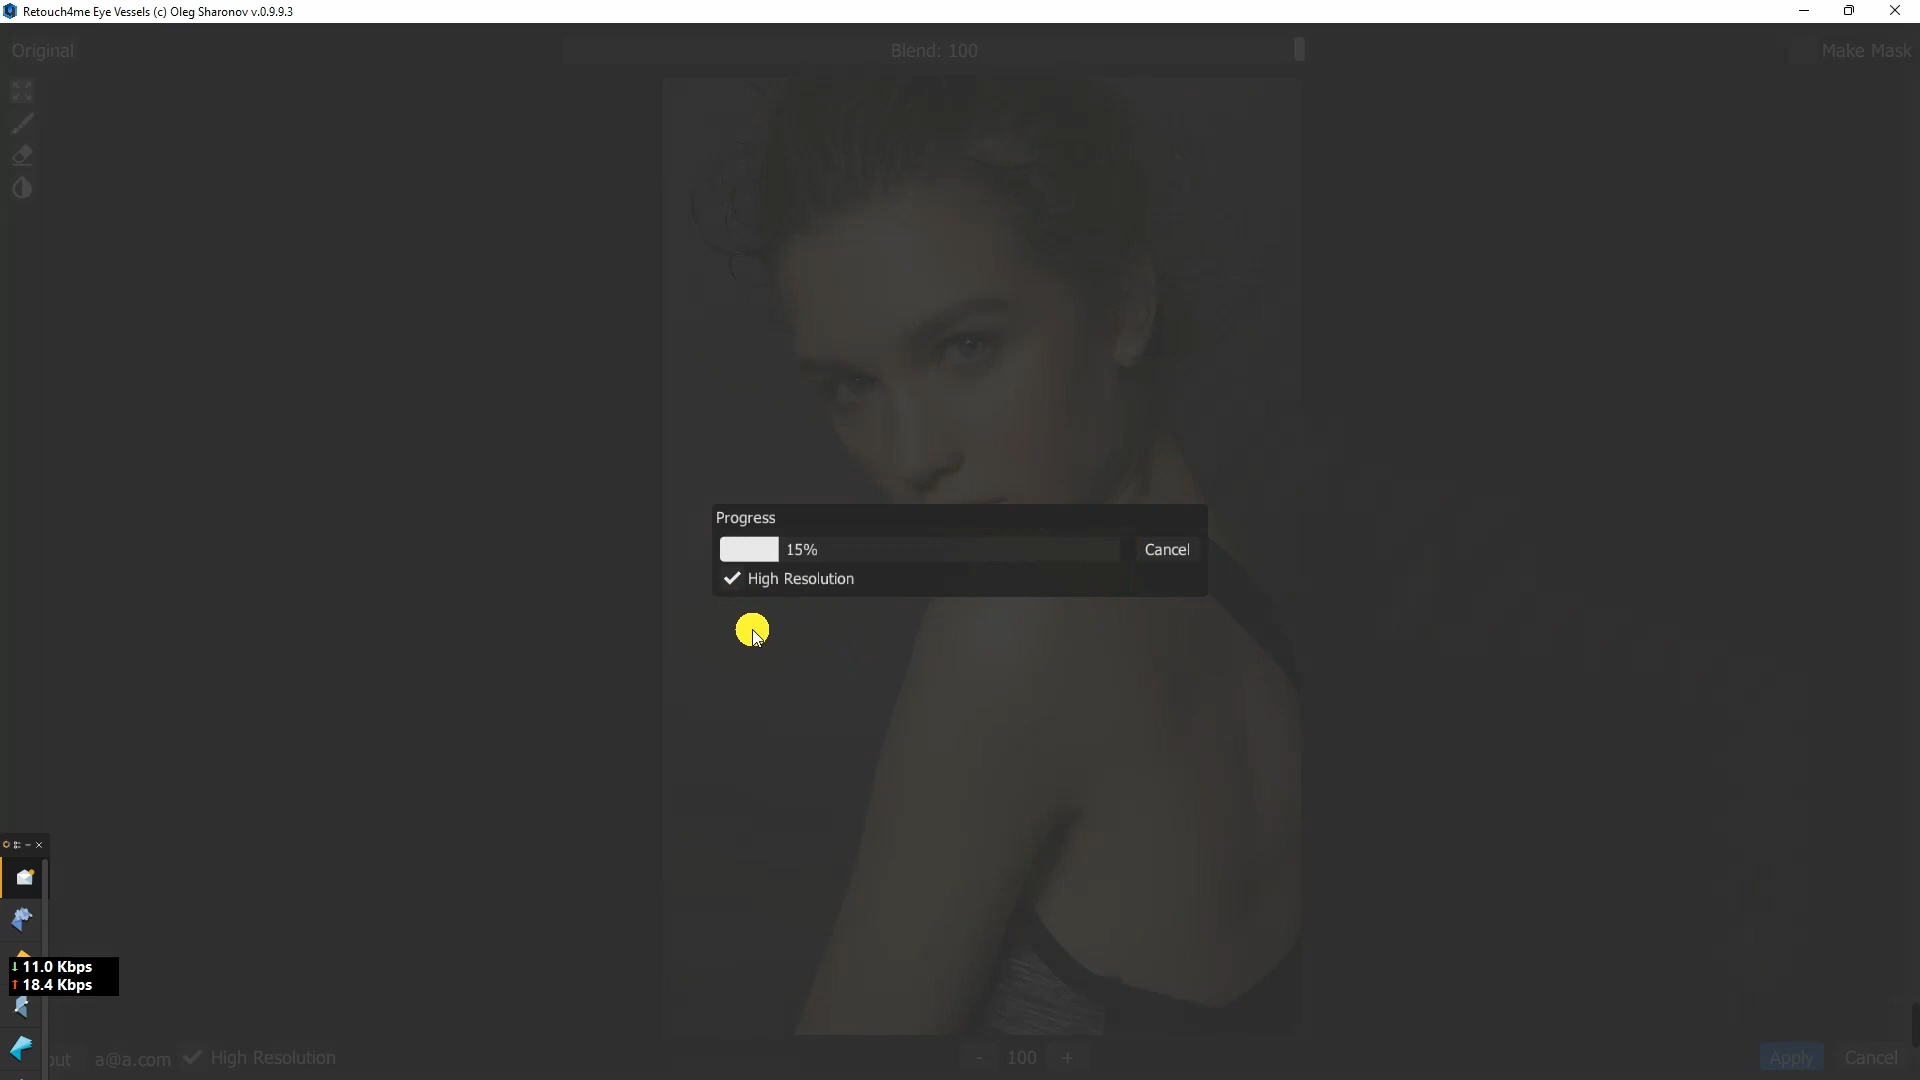 Retouch4me Eye Vessels (c) Oleg Sharonov v.0.9.9.3
Original
Blend: 100
Make Mask
Progress
15%
Cancel
High Resolution
11.0 Kbps
18.4 Kbps
out
a@a.com
High Resolution
-
100
+
Apply
Cancel